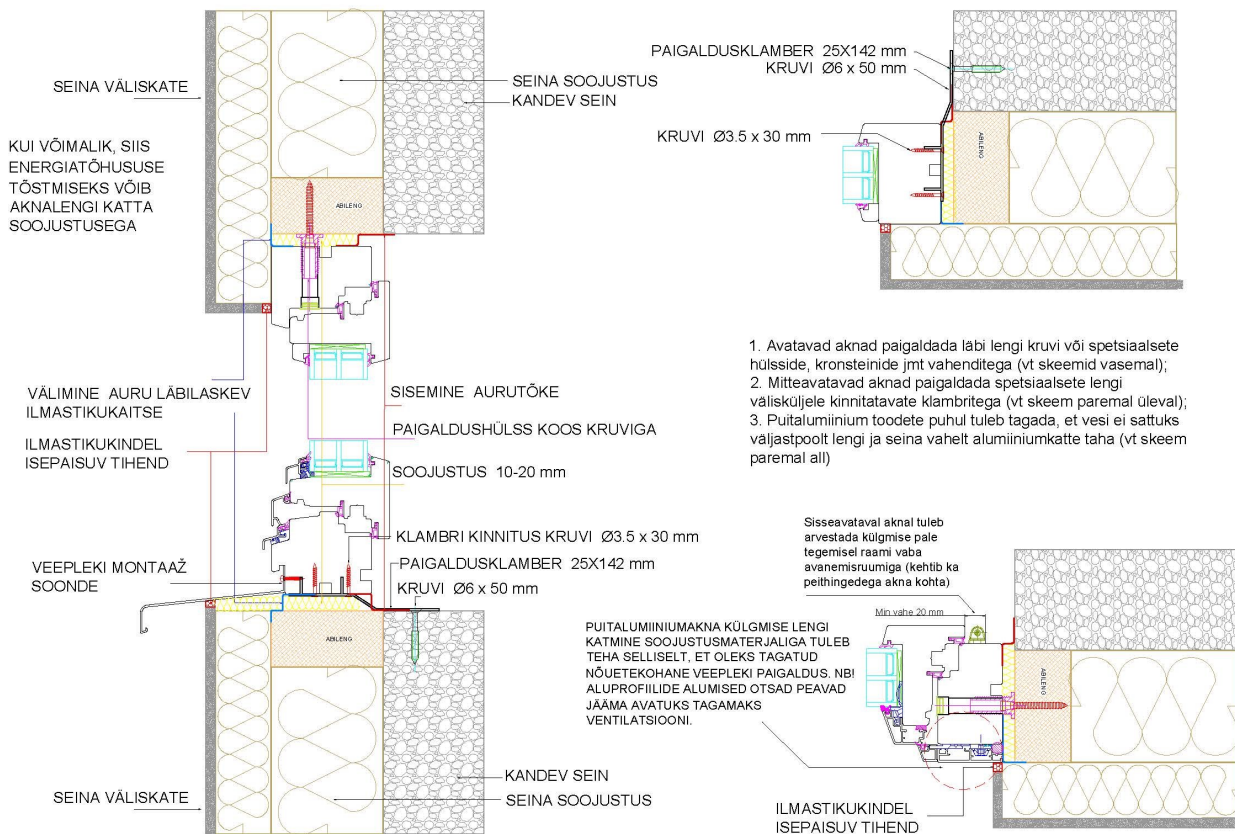 SEINA VÄLISKATE
SEINA SOOJUSTUS
KANDEV SEIN
KUI VÕIMALIK, SIIS
ENERGIATÕHUSUSE
TÕSTMISEKS VÕIB
AKNALENGI KATTA
SOOJUSTUSEGA
ABILENG
VÄLIMINE AURU LÄBILASKEV
ILMASTIKUKAITSE
SISEMINE AURUTÕKE
PAIGALDUSHÜLSS KOOS KRUVIGA
ILMASTIKUKINDEL
ISEPAISUV TIHEND
SOOJUSTUS 10-20 mm
KLAMBRI KINNITUS KRUVI Ø3.5 x 30 mm
VEEPLEKI MONTAAŽ
SOONDE
PAIGALDUSKLAMBER 25X142 mm
KRUVI Ø6 x 50 mm
ABILENG
KANDEV SEIN
SEINA VÄLISKATE
SEINA SOOJUSTUS
PAIGALDUSKLAMBER 25X142 mm
KRUVI Ø6 x 50 mm
KRUVI Ø3.5 x 30 mm
ABILENG
1. Avatavad aknad paigaldada läbi lengi kruvi või spetsiaalsete
hülsside, kronsteinide jmt vahenditega (vt skeemid vasemal);
2. Mitteavatavad aknad paigaldada spetsiaalsete lengi
välisküljele kinnitatavate klambritega (vt skeem paremal üleval);
3. Puitalumiinium toodete puhul tuleb tagada, et vesi ei sattuks
väljastpoolt lengi ja seina vahelt alumiiniumkatte taha (vt skeem
paremal all)
Sisseavataval aknal tuleb
arvestada külgmise pale
tegemisel raami vaba
avanemisruumiga (kehtib ka
peithingedega akna kohta)
Min vahe 20 mm
PUITALUMIINIUMAKNA KÜLGMISE LENGI
KATMINE SOOJUSTUSMATERJALIGA TULEB
TEHA SELLISELT, ET OLEKS TAGATUD
NÕUETEKOHANE VEEPLEKI PAIGALDUS. NB!
ALUPROFIILIDE ALUMISED OTSAD PEAVAD
JÄÄMA AVATUKS TAGAMAKS
VENTILATSIOONI.
ABILENG
ILMASTIKUKINDEL
ISEPAISUV TIHEND